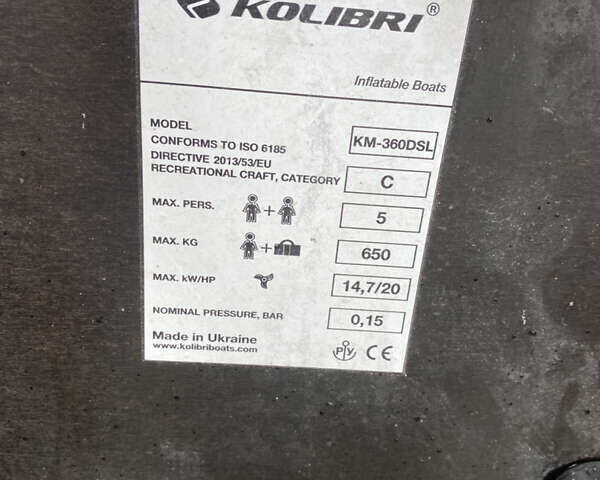 KOLIBRI ®
Inflatable Boats
MODEL KM-360DSL
CONFORMS TO ISO 6185
DIRECTIVE 2013/53/EU
RECREATIONAL CRAFT, CATEGORY C
MAX. PERS. + 5
MAX. KG + 650
MAX. kW/HP 14,7/20
NOMINAL PRESSURE, BAR 0,15
Made in Ukraine
www.kolibriboats.com
РУ CE